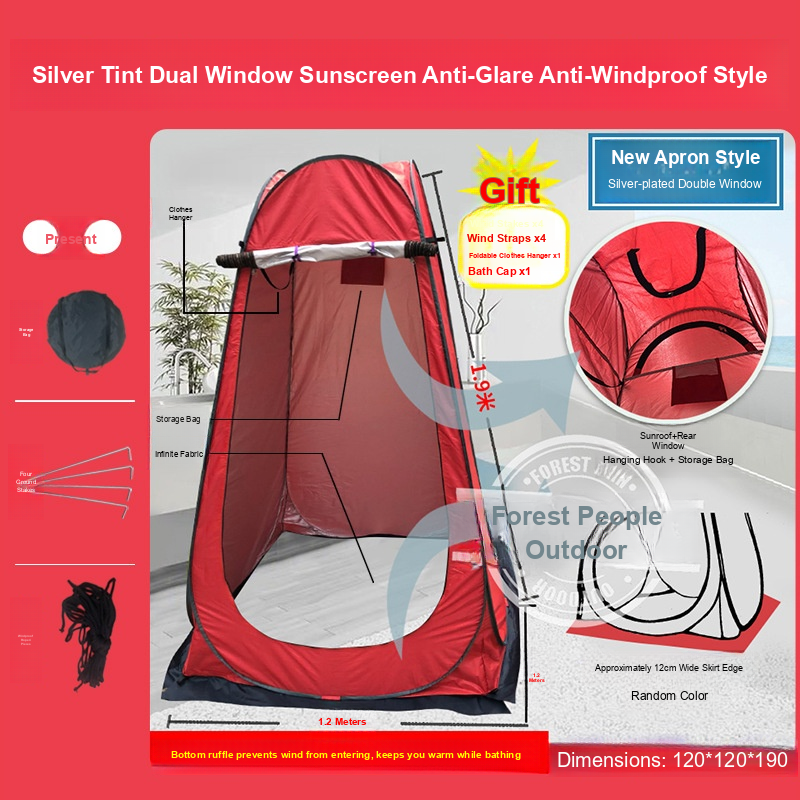 Silver Tint Dual Window Sunscreen Anti-Glare Anti-Windproof Style
New Apron Style
Silver-plated Double Window
Gift
Wind Straps x4
Foldable Clothes Hanger x1
Bath Cap x1
Clothes
Hanger
Present
Storage
Bag
1.9米
Storage Bag
Infinite Fabric
Sunroof+Rear
Window
Hanging Hook + Storage Bag
Four
Ground
Stakes
FOREST
Forest People
Outdoor
Approximately 12cm Wide Skirt Edge
Random Color
1.2
Meters
1.2 Meters
Bottom ruffle prevents wind from entering, keeps you warm while bathing
Dimensions: 120*120*190